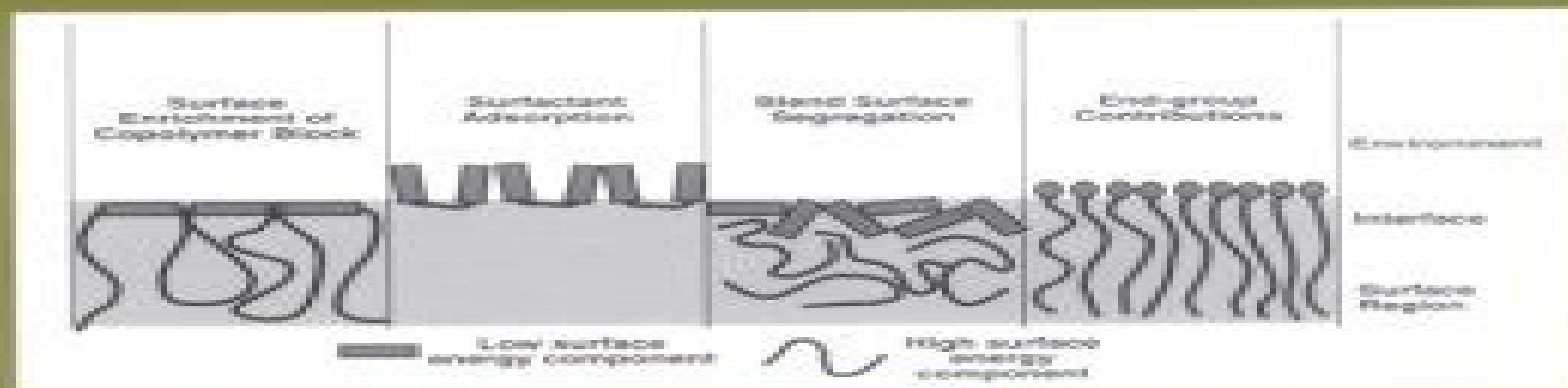 Surface
Enrichment of
Copolymer Block
Surfactant
Adsorption
Blend Surface
Segregation
End-group
Contributions
Environment
Interface
Surface
Region
Low surface
energy component
High surface
energy
component